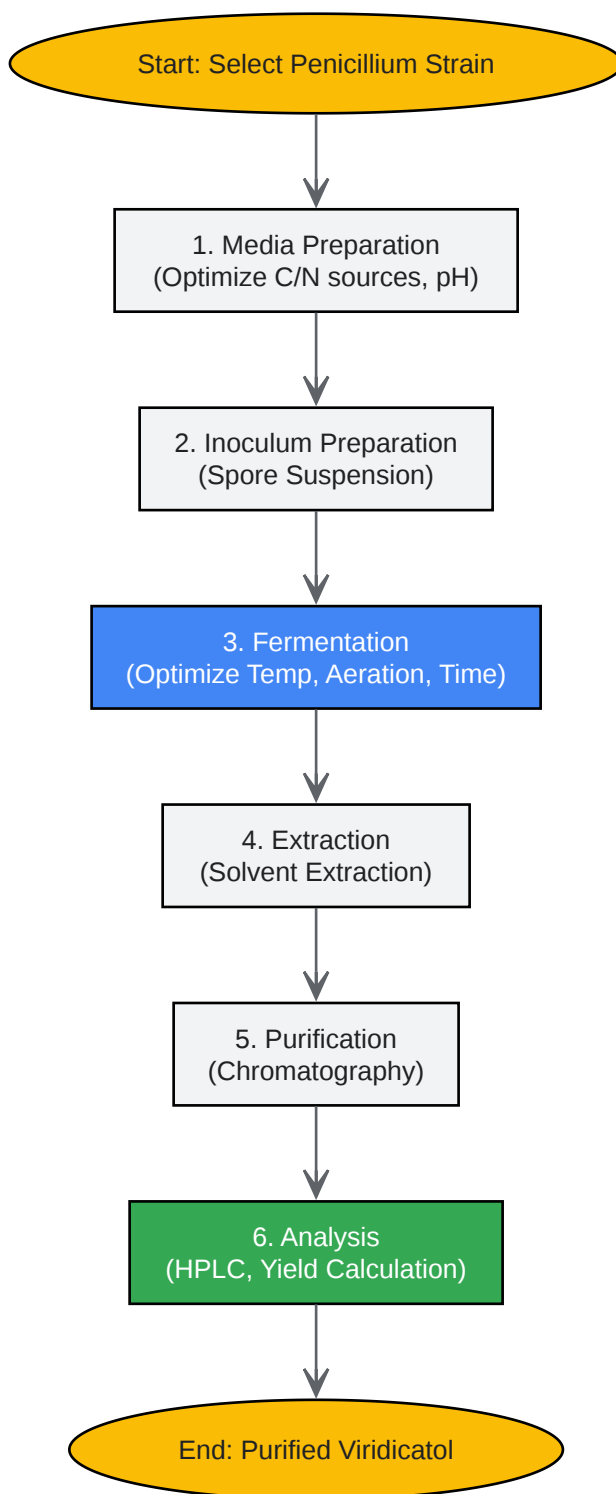 Start: Select Penicillium Strain
1. Media Preparation
(Optimize C/N sources, pH)
2. Inoculum Preparation
(Spore Suspension)
3. Fermentation
(Optimize Temp, Aeration, Time)
4. Extraction
(Solvent Extraction)
5. Purification
(Chromatography)
6. Analysis
(HPLC, Yield Calculation)
End: Purified Viridicatol